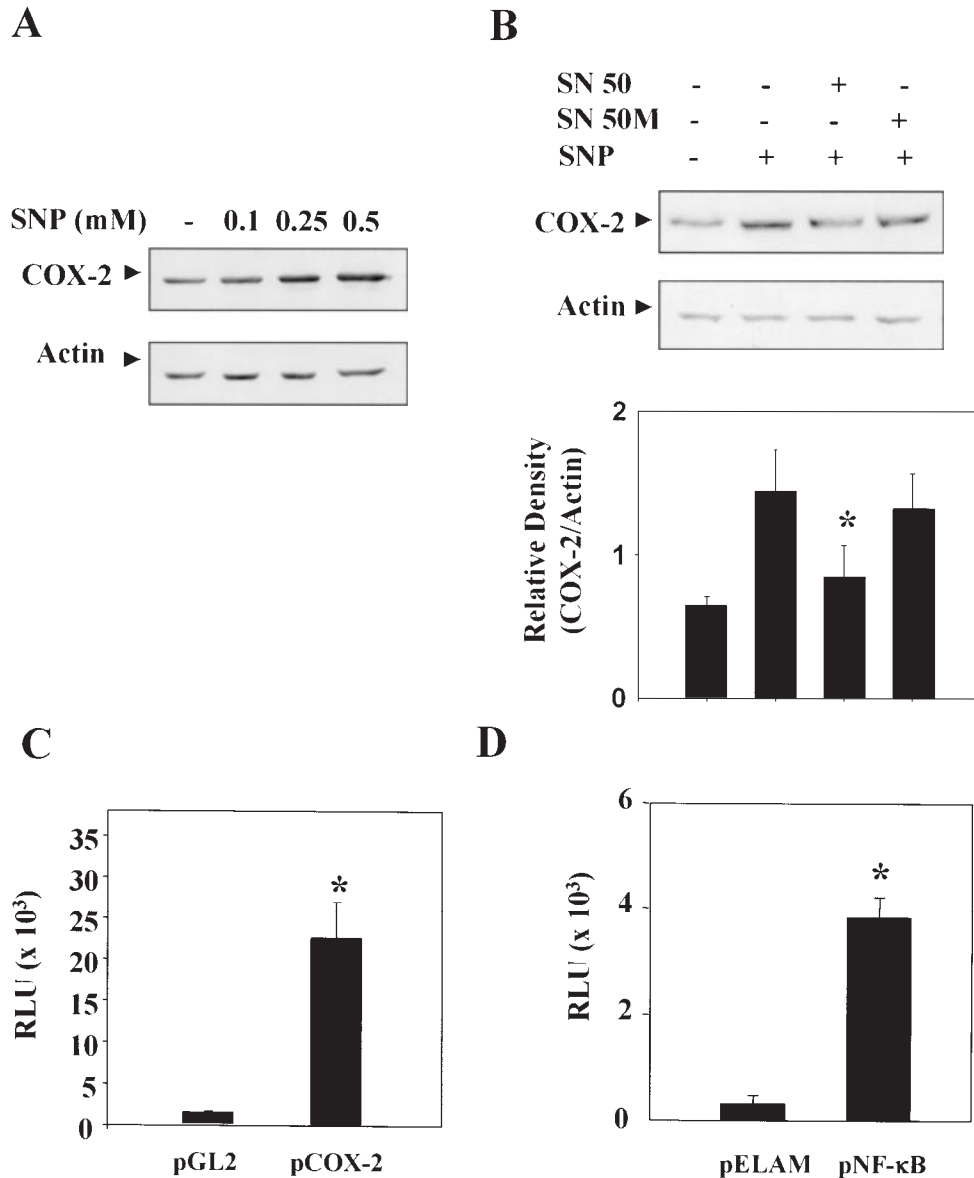 A
SNP (mM) - 0.1 0.25 0.5
COX-2
Actin
B
SN 50 - - + -
SN 50M - - - +
SNP - + + +
COX-2
Actin
Relative Density
(COX-2/Actin)
2
1
0
*
C
RLU (x 10³)
35
30
25
20
15
10
5
0
*
pGL2 pCOX-2
D
RLU (x 10³)
6
4
2
0
*
pELAM pNF-κB